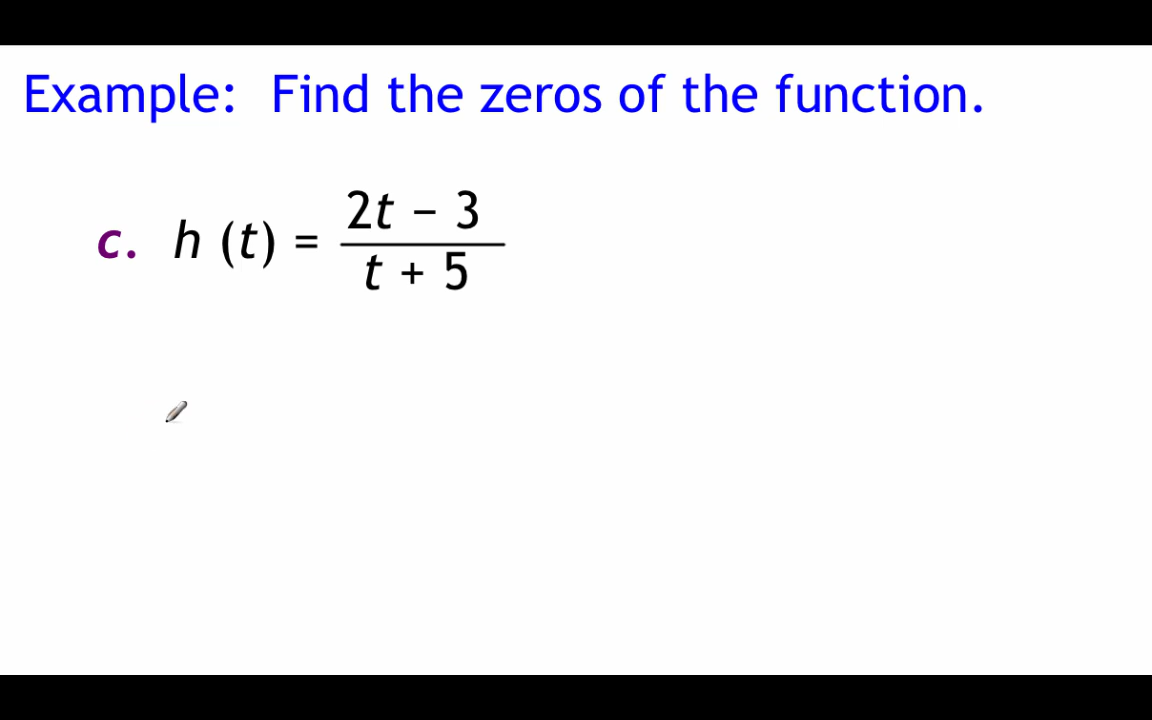 Example: Find the zeros of the function.
c. h (t) = 
2t − 3
t + 5